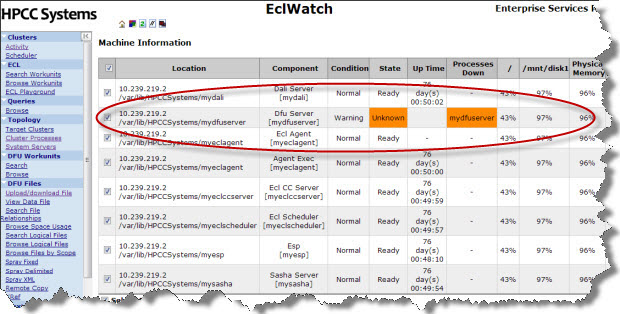 HPCC Systems
EclWatch
Enterprise Services
Clusters
Activity
Scheduler
ECL
Search Workunits
Browse Workunits
ECL Playground
Queries
Browse
Topology
Target Clusters
Cluster Processes
System Servers
DFU Workunits
Search
Browse
DFU Files
Upload/download File
View Data File
Search File
Relationships
Browse Space Usage
Search Logical Files
Browse Logical Files
Browse Files by Scope
Spray Fixed
Spray Delimited
Spray XML
Machine Information
Location Component Condition State Up Time Processes Down / /mnt/disk1 Physical Memory
10.239.219.2 /var/lib/HPCCSystems/mydali Dali Server [mydali] Normal Ready 76 day(s) 00:50:02 - 43% 97% 96%
10.239.219.2 /var/lib/HPCCSystems/mydfuserver Dfu Server [mydfuserver] Warning Unknown mydfuserver 43% 97% 96%
10.239.219.2 /var/lib/HPCCSystems/myeclagent Ecl Agent [myeclagent] Normal Ready - - 43% 97% 96%
10.239.219.2 /var/lib/HPCCSystems/myeclagent Agent Exec [myeclagent] Normal Ready 76 day(s) 00:50:00 - 43% 97% 96%
10.239.219.2 /var/lib/HPCCSystems/myeclccserver Ecl CC Server [myeclccserver] Normal Ready 76 day(s) 00:49:59 - 43% 97% 96%
10.239.219.2 /var/lib/HPCCSystems/myeclscheduler Ecl Scheduler [myeclscheduler] Normal Ready 76 day(s) 00:49:57 - 43% 97% 96%
10.239.219.2 /var/lib/HPCCSystems/myesp Esp [myesp] Normal Ready 76 day(s) 00:48:10 - 43% 97% 96%
10.239.219.2 /var/lib/HPCCSystems/mysasha Sasha Server [mysasha] Normal Ready 76 day(s) 00:49:54 - 43% 97% 96%